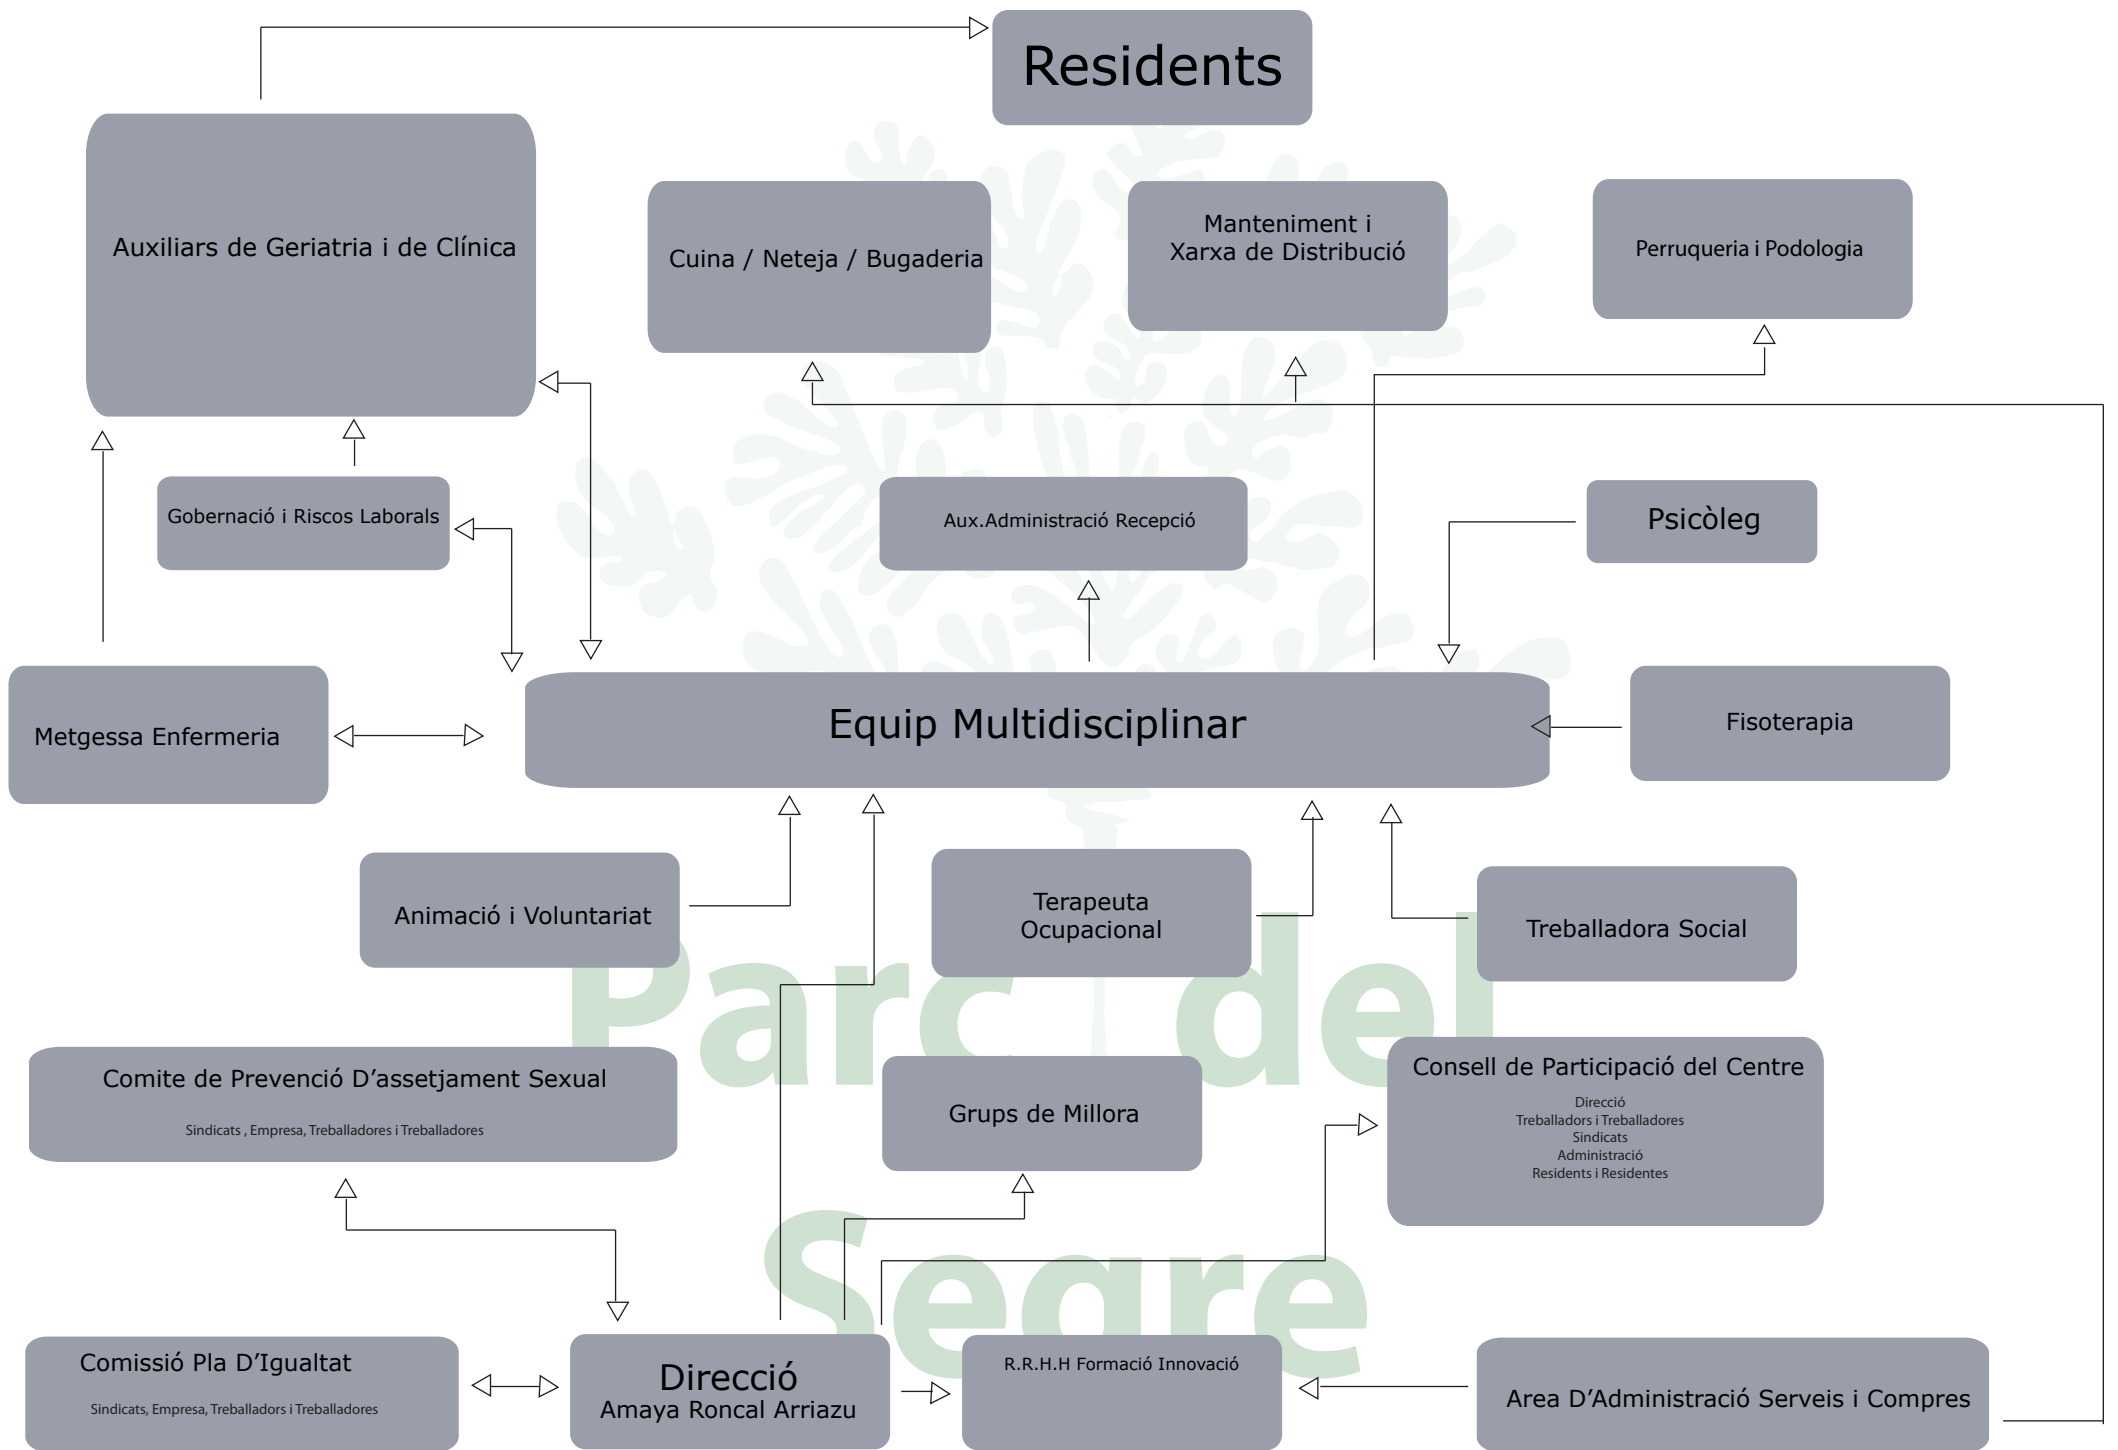 Residents
Auxiliars de Geriatria i de Clínica
Cuina / Neteja / Bugaderia
Manteniment i
Xarxa de Distribució
Perruqueria i Podologia
Gobernació i Riscos Laborals
Aux.Administració Recepció
Psicòleg
Metgessa Enfermeria
Equip Multidisciplinar
Fisoterapia
Animació i Voluntariat
Terapeuta
Ocupacional
Treballadora Social
Parc del
Comite de Prevenció D'assetjament Sexual
Sindicats , Empresa, Treballadores i Treballadores
Grups de Millora
Consell de Participació del Centre
Direcció
Treballadors i Treballadores
Sindicats
Administració
Residents i Residentes
Segre
Comissió Pla D'Igualtat
Sindicats, Empresa, Treballadors i Treballadores
Direcció
Amaya Roncal Arriazu
R.R.H.H Formació Innovació
Area D'Administració Serveis i Compres